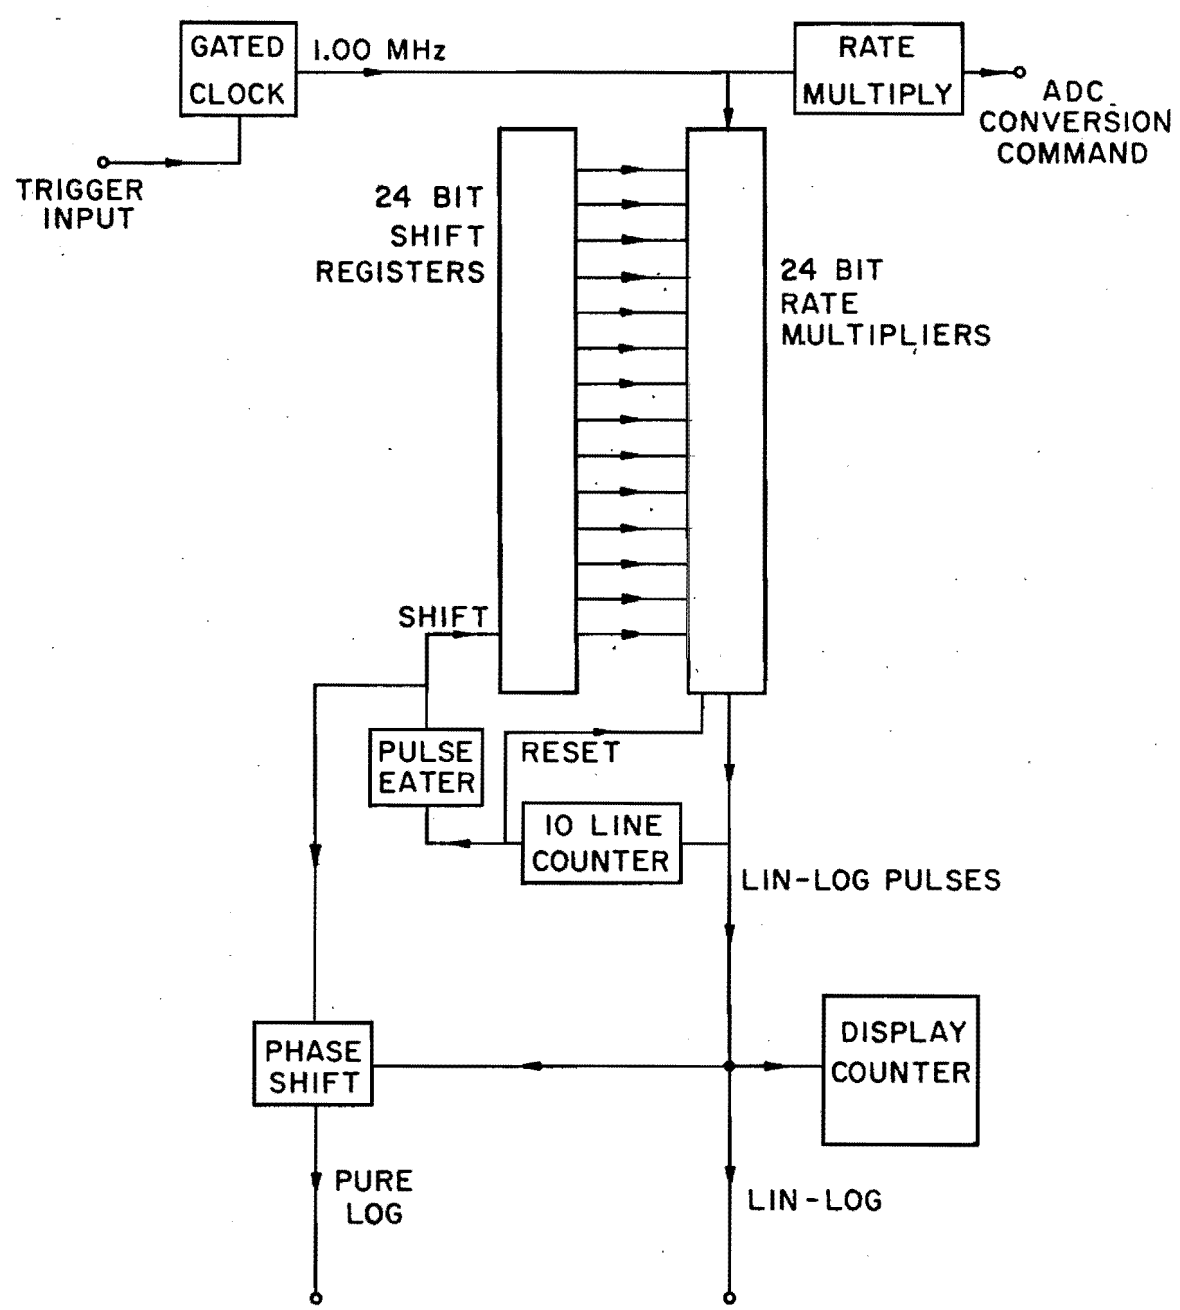 GATED
CLOCK
1.00 MHz
RATE
MULTIPLY
ADC
CONVERSION
COMMAND
TRIGGER
INPUT
24 BIT
SHIFT
REGISTERS
24 BIT
RATE
MULTIPLIERS
SHIFT
PULSE
EATER
RESET
10 LINE
COUNTER
LIN-LOG PULSES
PHASE
SHIFT
DISPLAY
COUNTER
PURE
LOG
LIN-LOG